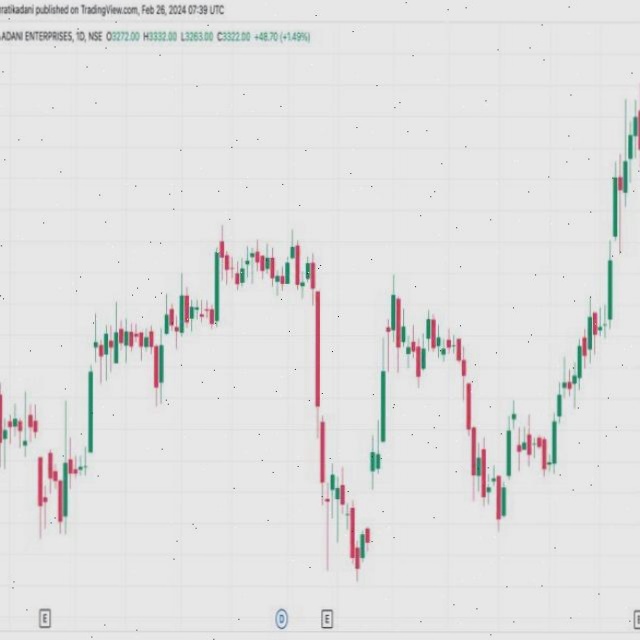 ratikadani published on TradingView.com, Feb 26, 2024 07:39 UTC
ADANI ENTERPRISES, 1D, NSE O3272.00 H3332.00 L3263.00 C3322.00 +48.70 (+1.49%)
E D E